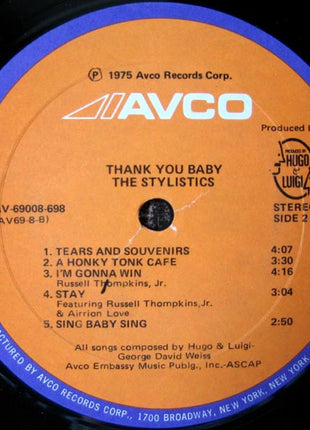 ℗ 1975 Avco Records Corp.
AVCO
Produced
PRODUCED BY
HUGO
&
LUIGI
THANK YOU BABY
THE STYLISTICS
V-69008-698
AV69-8-B)
STEREO
SIDE 2
1. TEARS AND SOUVENIRS 4:07
2. A HONKY TONK CAFE 3:30
3. I'M GONNA WIN 4:16
Russell Thompkins, Jr.
4. STAY 3:04
Featuring Russell Thompkins, Jr.
& Airrion Love
5. SING BABY SING 2:50
All songs composed by Hugo & Luigi-
George David Weiss
Avco Embassy Music Publg., Inc.-ASCAP
BY AVCO RECORDS CORP., 1700 BROADWAY, NEW YORK, NEW